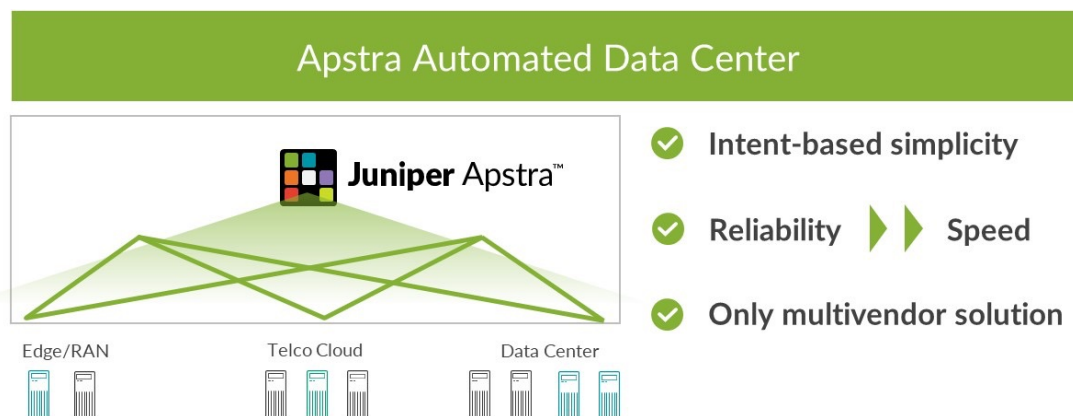 Apstra Automated Data Center
Juniper Apstra™
Intent-based simplicity
Reliability Speed
Only multivendor solution
Edge/RAN Telco Cloud Data Center